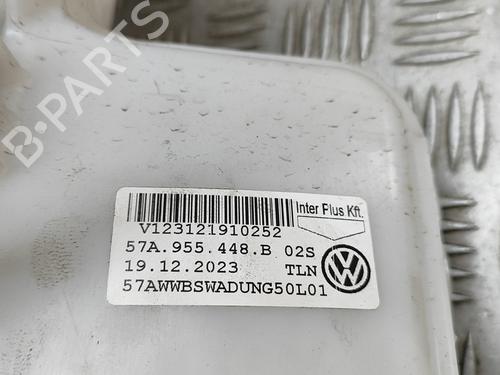 B-Parts
Inter Plus Kft.
V123121910252
57A.955.448.B 02S
19.12.2023 TLN
57AWWBSWADUNG50L01